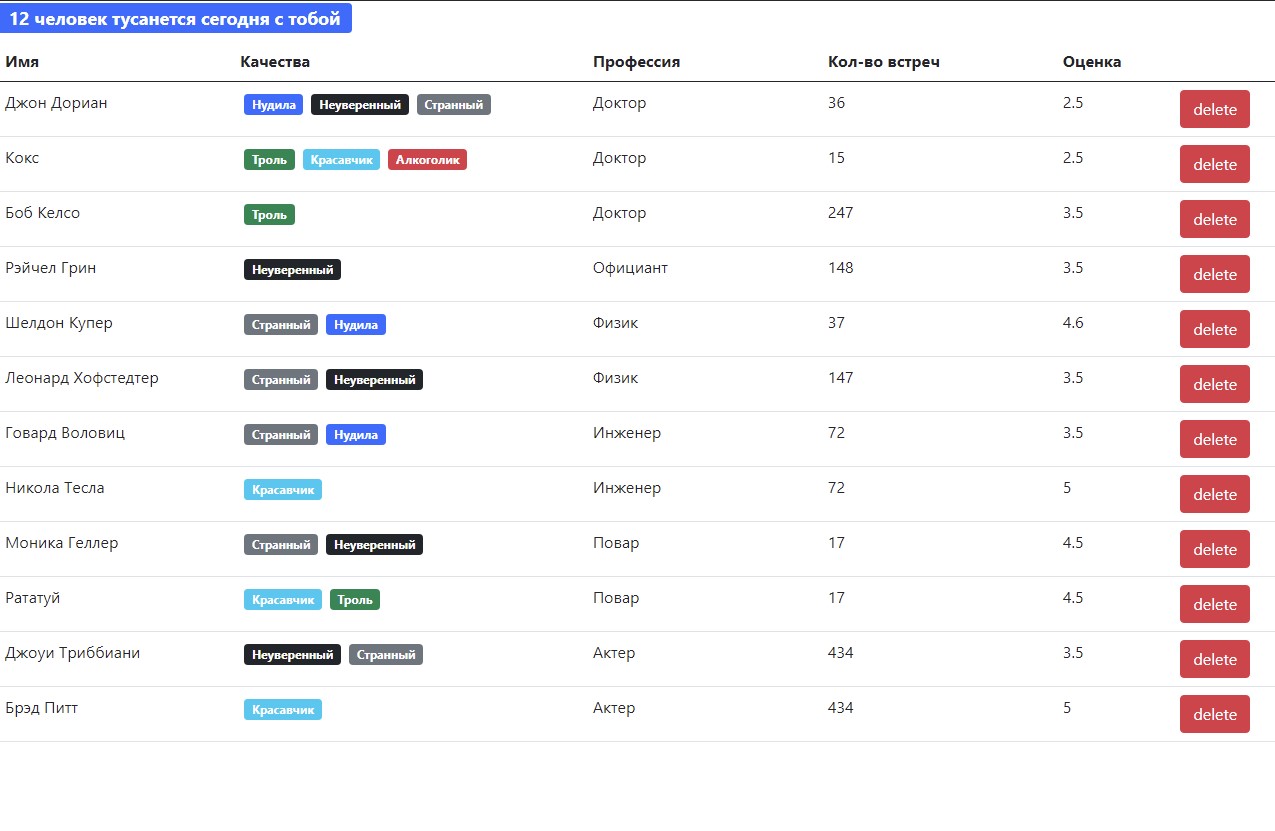 12 человек тусанется сегодня с тобой
Имя Качества Профессия Кол-во встреч Оценка
Джон Дориан Нудила Неуверенный Странный Доктор 36 2.5 delete
Кокс Троль Красавчик Алкоголик Доктор 15 2.5 delete
Боб Келсо Троль Доктор 247 3.5 delete
Рэйчел Грин Неуверенный Официант 148 3.5 delete
Шелдон Купер Странный Нудила Физик 37 4.6 delete
Леонард Хофстедтер Странный Неуверенный Физик 147 3.5 delete
Говард Воловиц Странный Нудила Инженер 72 3.5 delete
Никола Тесла Красавчик Инженер 72 5 delete
Моника Геллер Странный Неуверенный Повар 17 4.5 delete
Рататуй Красавчик Троль Повар 17 4.5 delete
Джоуи Триббиани Неуверенный Странный Актер 434 3.5 delete
Брэд Питт Красавчик Актер 434 5 delete